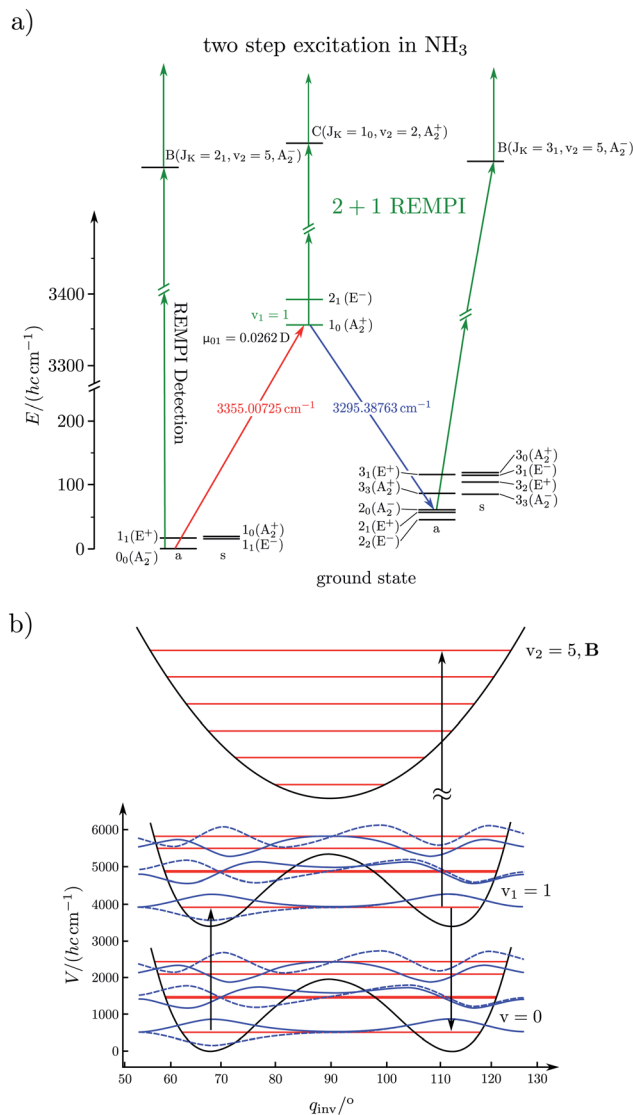 a)
two step excitation in NH₃
C(J_K = 1₀, v₂ = 2, A₂⁺)
B(J_K = 2₁, v₂ = 5, A₂⁻)
B(J_K = 3₁, v₂ = 5, A₂⁻)
2 + 1 REMPI
REMPI Detection
E/(hc cm⁻¹)
3400
3300
200
100
0
2₁(E⁻)
v₁ = 1
1₀(A₂⁺)
μ₀₁ = 0.0262 D
3355.00725 cm⁻¹
3295.38763 cm⁻¹
3₁(E⁺)
3₃(A₂⁺)
2₀(A₂⁻)
2₁(E⁺)
2₂(E⁻)
3₀(A₂⁺)
3₁(E⁻)
3₂(E⁺)
3₃(A₂⁻)
a
s
1₁(E⁺)
0₀(A₂⁻)
a
s
1₀(A₂⁺)
1₁(E⁻)
ground state
b)
v₂ = 5, B
V/(hc cm⁻¹)
6000
5000
4000
3000
2000
1000
0
v₁ = 1
v = 0
50 60 70 80 90 100 110 120 130
q_inv/°